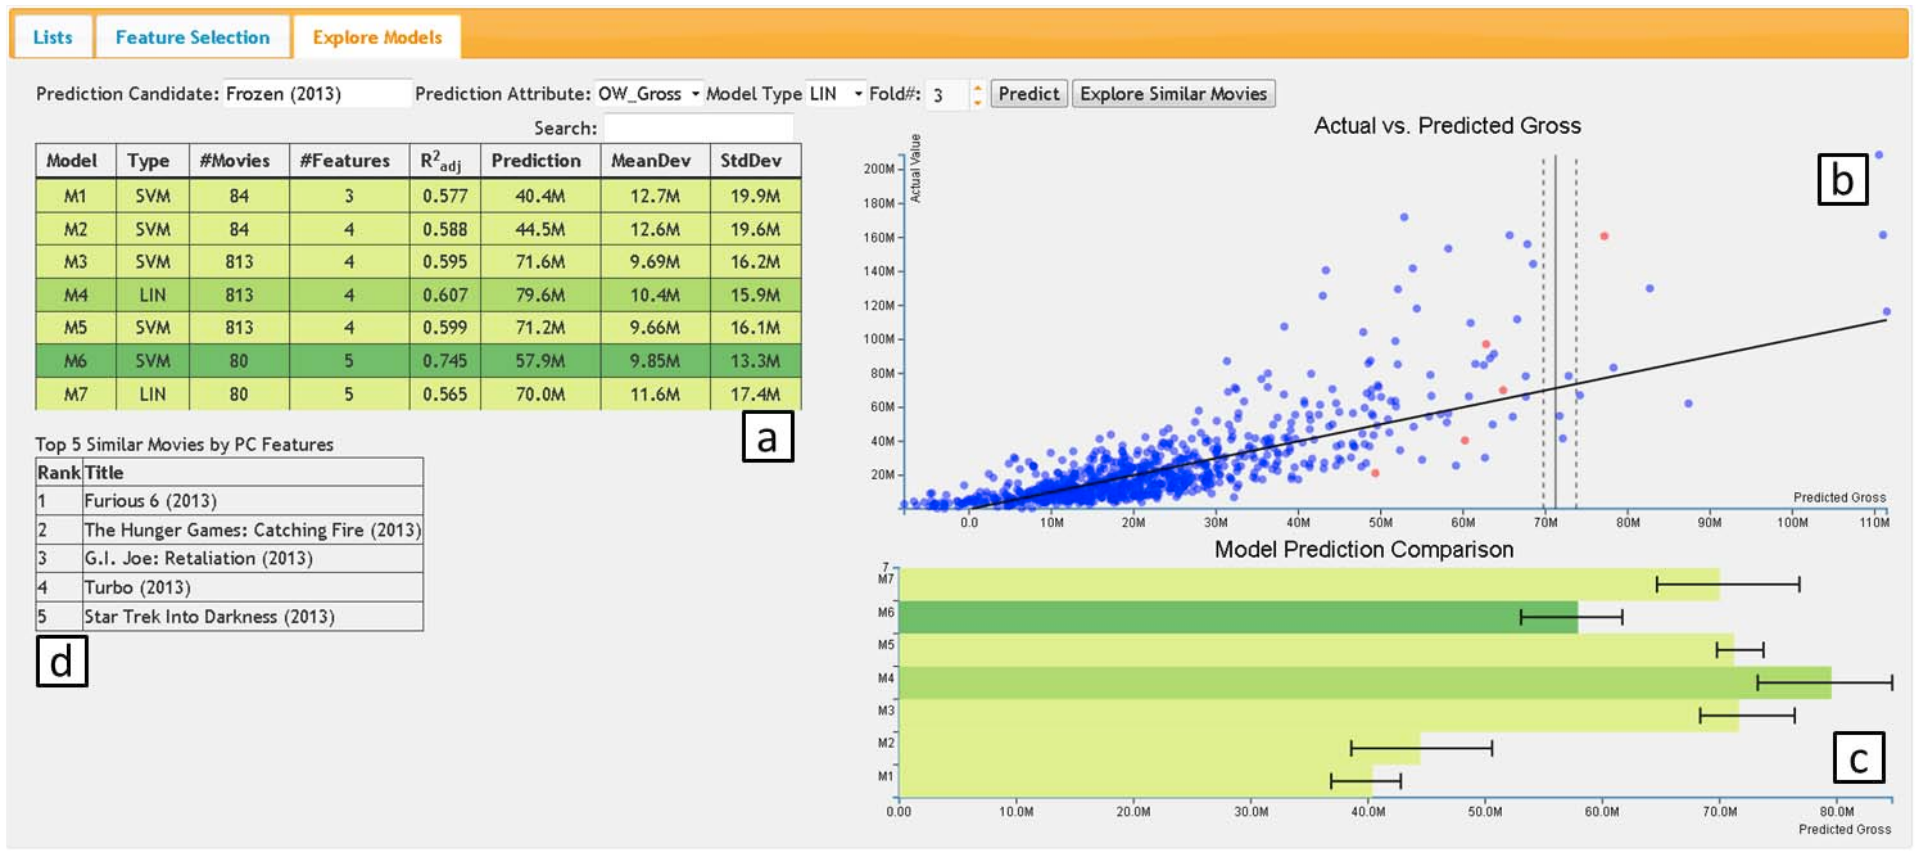 Lists Feature Selection Explore Models
Prediction Candidate: Frozen (2013) Prediction Attribute: OW_Gross Model Type LIN Fold#: 3 Predict Explore Similar Movies
Search:
Model Type #Movies #Features R²adj Prediction MeanDev StdDev
M1 SVM 84 3 0.577 40.4M 12.7M 19.9M
M2 SVM 84 4 0.588 44.5M 12.6M 19.6M
M3 SVM 813 4 0.595 71.6M 9.69M 16.2M
M4 LIN 813 4 0.607 79.6M 10.4M 15.9M
M5 SVM 813 4 0.599 71.2M 9.66M 16.1M
M6 SVM 80 5 0.745 57.9M 9.85M 13.3M
M7 LIN 80 5 0.565 70.0M 11.6M 17.4M
a
Top 5 Similar Movies by PC Features
Rank Title
1 Furious 6 (2013)
2 The Hunger Games: Catching Fire (2013)
3 G.I. Joe: Retaliation (2013)
4 Turbo (2013)
5 Star Trek Into Darkness (2013)
d
Actual vs. Predicted Gross
Actual Value
b
200M
180M
160M
140M
120M
100M
80M
60M
40M
20M
Predicted Gross
0.0 10M 20M 30M 40M 50M 60M 70M 80M 90M 100M 110M
Model Prediction Comparison
7
M7
M6
M5
M4
M3
M2
M1
c
0.00 10.0M 20.0M 30.0M 40.0M 50.0M 60.0M 70.0M 80.0M
Predicted Gross